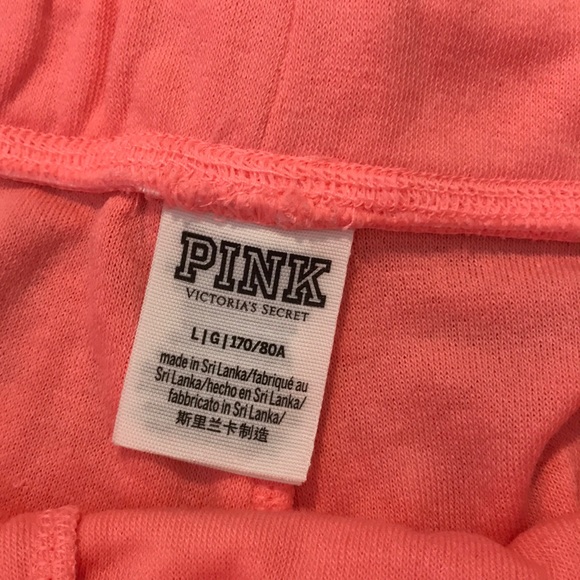 PINK
VICTORIA'S SECRET
L|G|170/80A
made in Sri Lanka/fabriqué au
Sri Lanka/hecho en Sri Lanka/
fabbricato in Sri Lanka/
斯里兰卡制造